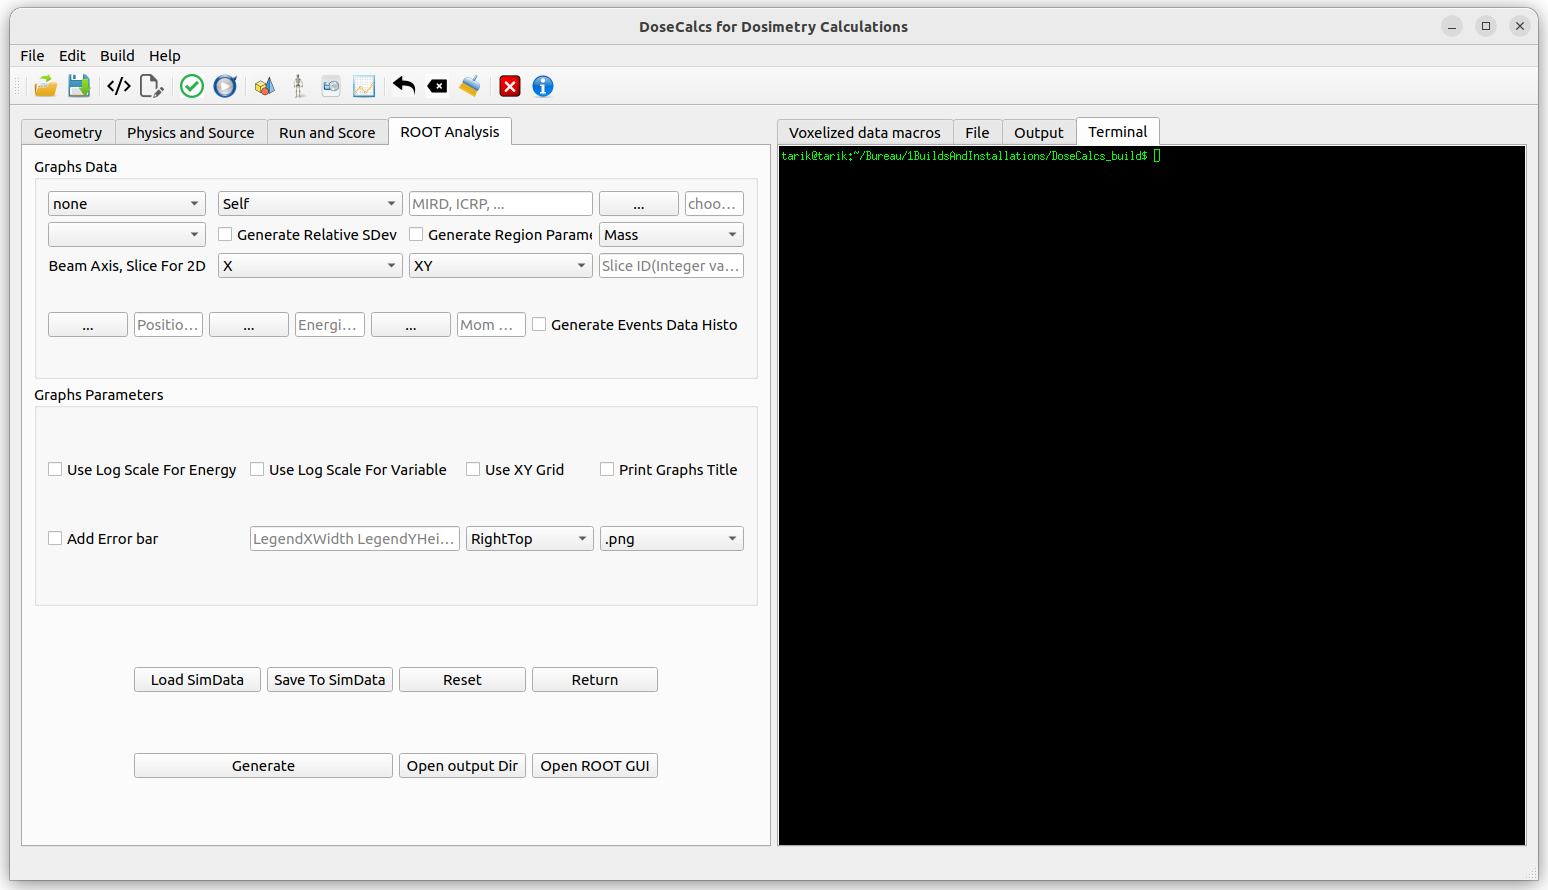 DoseCalcs for Dosimetry Calculations
File Edit Build Help
Geometry Physics and Source Run and Score ROOT Analysis
Voxelized data macros File Output Terminal
tarik@tarik:~/Bureau/1BuildsAndInstallations/DoseCalcs_build$
Graphs Data
none Self MIRD, ICRP, ... ... choo...
Generate Relative SDev Generate Region Parame Mass
Beam Axis, Slice For 2D X XY Slice ID(Integer va...
... Positio... ... Energi... ... Mom ... Generate Events Data Histo
Graphs Parameters
Use Log Scale For Energy Use Log Scale For Variable Use XY Grid Print Graphs Title
Add Error bar LegendXWidth LegendYHei... RightTop .png
Load SimData Save To SimData Reset Return
Generate Open output Dir Open ROOT GUI